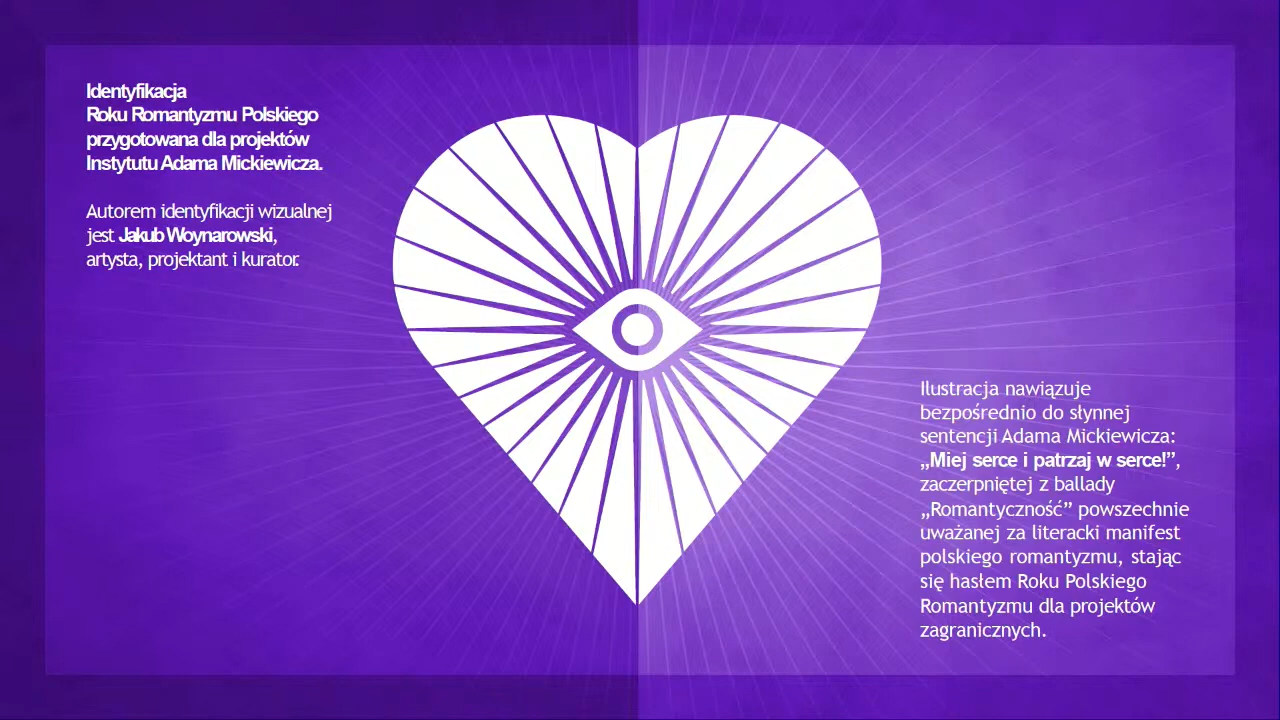 Identyfikacja
Roku Romantyzmu Polskiego
przygotowana dla projektów
Instytutu Adama Mickiewicza.
Autorem identyfikacji wizualnej
jest Jakub Woynarowski,
artysta, projektant i kurator.
Ilustracja nawiązuje
bezpośrednio do słynnej
sentencji Adama Mickiewicza:
„Miej serce i patrzaj w serce!”,
zaczerpniętej z ballady
„Romantyczność” powszechnie
uważanej za literacki manifest
polskiego romantyzmu, stając
się hasłem Roku Polskiego
Romantyzmu dla projektów
zagranicznych.